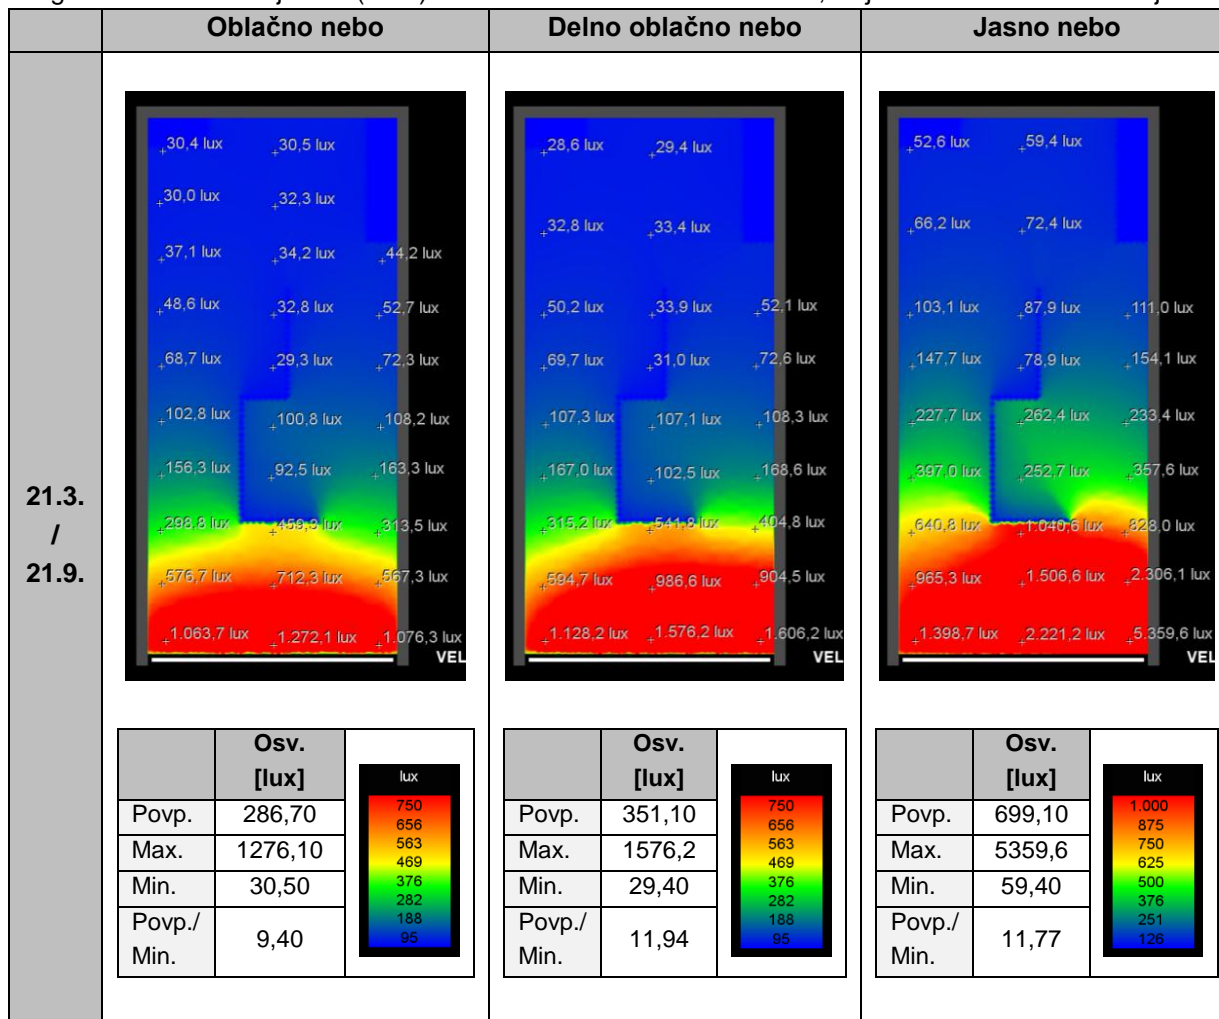 Oblačno nebo
Delno oblačno nebo
Jasno nebo
21.3.
/
21.9.
30,4 lux 30,5 lux
30,0 lux 32,3 lux
37,1 lux 34,2 lux 44,2 lux
48,6 lux 32,8 lux 52,7 lux
68,7 lux 29,3 lux 72,3 lux
102,8 lux 100,8 lux 108,2 lux
156,3 lux 92,5 lux 163,3 lux
298,8 lux 459,3 lux 313,5 lux
576,7 lux 712,3 lux 567,3 lux
1.063,7 lux 1.272,1 lux 1.076,3 lux
VEL
28,6 lux 29,4 lux
32,8 lux 33,4 lux
50,2 lux 33,9 lux 52,1 lux
69,7 lux 31,0 lux 72,6 lux
107,3 lux 107,1 lux 108,3 lux
167,0 lux 102,5 lux 168,6 lux
315,2 lux 541,8 lux 404,8 lux
594,7 lux 986,6 lux 904,5 lux
1.128,2 lux 1.576,2 lux 1.606,2 lux
VEL
52,6 lux 59,4 lux
66,2 lux 72,4 lux
103,1 lux 87,9 lux 111,0 lux
147,7 lux 78,9 lux 154,1 lux
227,7 lux 262,4 lux 233,4 lux
397,0 lux 252,7 lux 357,6 lux
640,8 lux 1.040,6 lux 828,0 lux
965,3 lux 1.506,6 lux 2.306,1 lux
1.398,7 lux 2.221,2 lux 5.359,6 lux
VEL
Osv.
[lux]
Povp. 286,70
Max. 1276,10
Min. 30,50
Povp./
Min. 9,40
lux
750
656
563
469
376
282
188
95
Osv.
[lux]
Povp. 351,10
Max. 1576,2
Min. 29,40
Povp./
Min. 11,94
lux
750
656
563
469
376
282
188
95
Osv.
[lux]
Povp. 699,10
Max. 5359,6
Min. 59,40
Povp./
Min. 11,77
lux
1.000
875
750
625
500
376
251
126